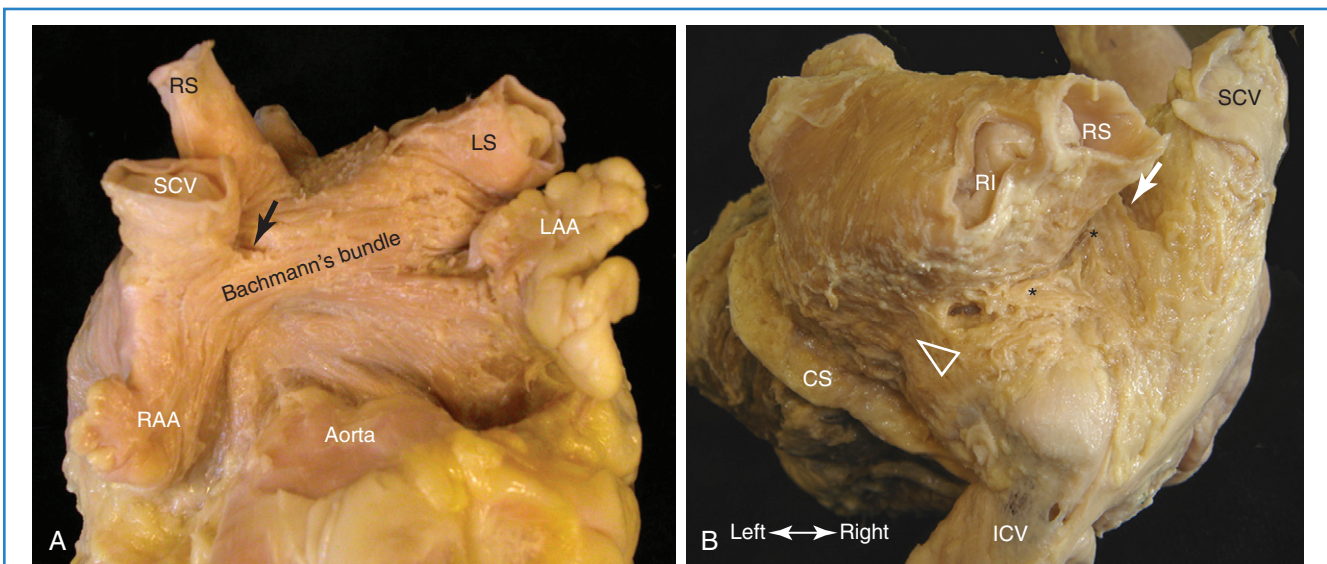 RS
LS
SCV
LAA
Bachmann's bundle
RAA
Aorta
A
SCV
RS
RI
*
*
CS
B Left Right
ICV